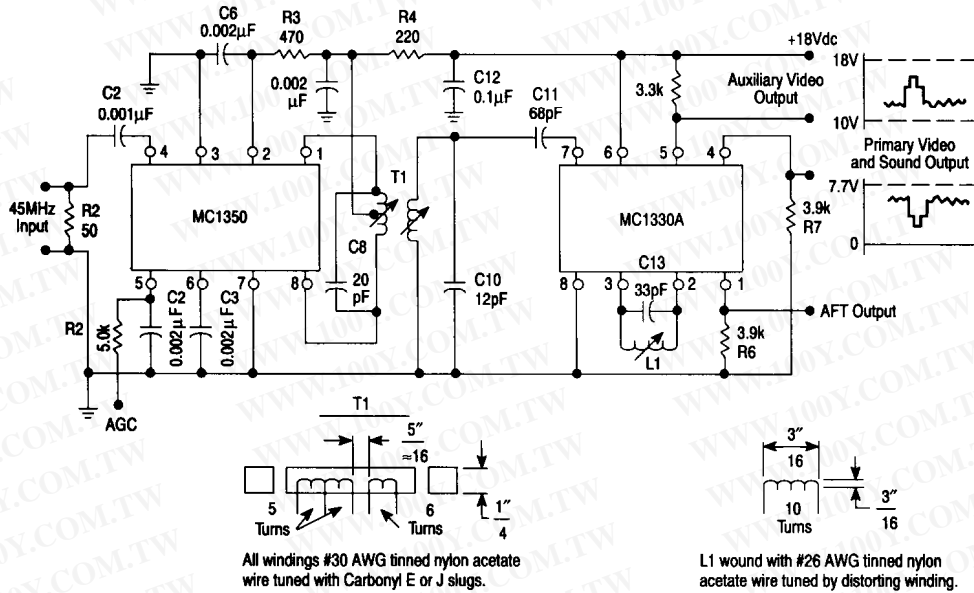 C6
0.002µF
R3
470
R4
220
+18Vdc
18V
C2
0.001µF
0.002
µF
C12
0.1µF
C11
68pF
3.3k
Auxiliary Video
Output
10V
4
3
2
1
7
6
5
4
Primary Video
and Sound Output
7.7V
0
45MHz
Input
R2
50
MC1350
T1
C8
20
pF
MC1330A
C13
33pF
3.9k
R7
5
6
7
8
C10
12pF
8
3
2
1
R2
5.0k
C2
0.002µF
C3
0.002µF
L1
3.9k
R6
AFT Output
AGC
T1
5″
≈16
5
Turns
Turns
6
1″
4
3″
16
10
Turns
3″
16
All windings #30 AWG tinned nylon acetate
wire tuned with Carbonyl E or J slugs.
L1 wound with #26 AWG tinned nylon
acetate wire tuned by distorting winding.
WWW.100Y.COM.TW